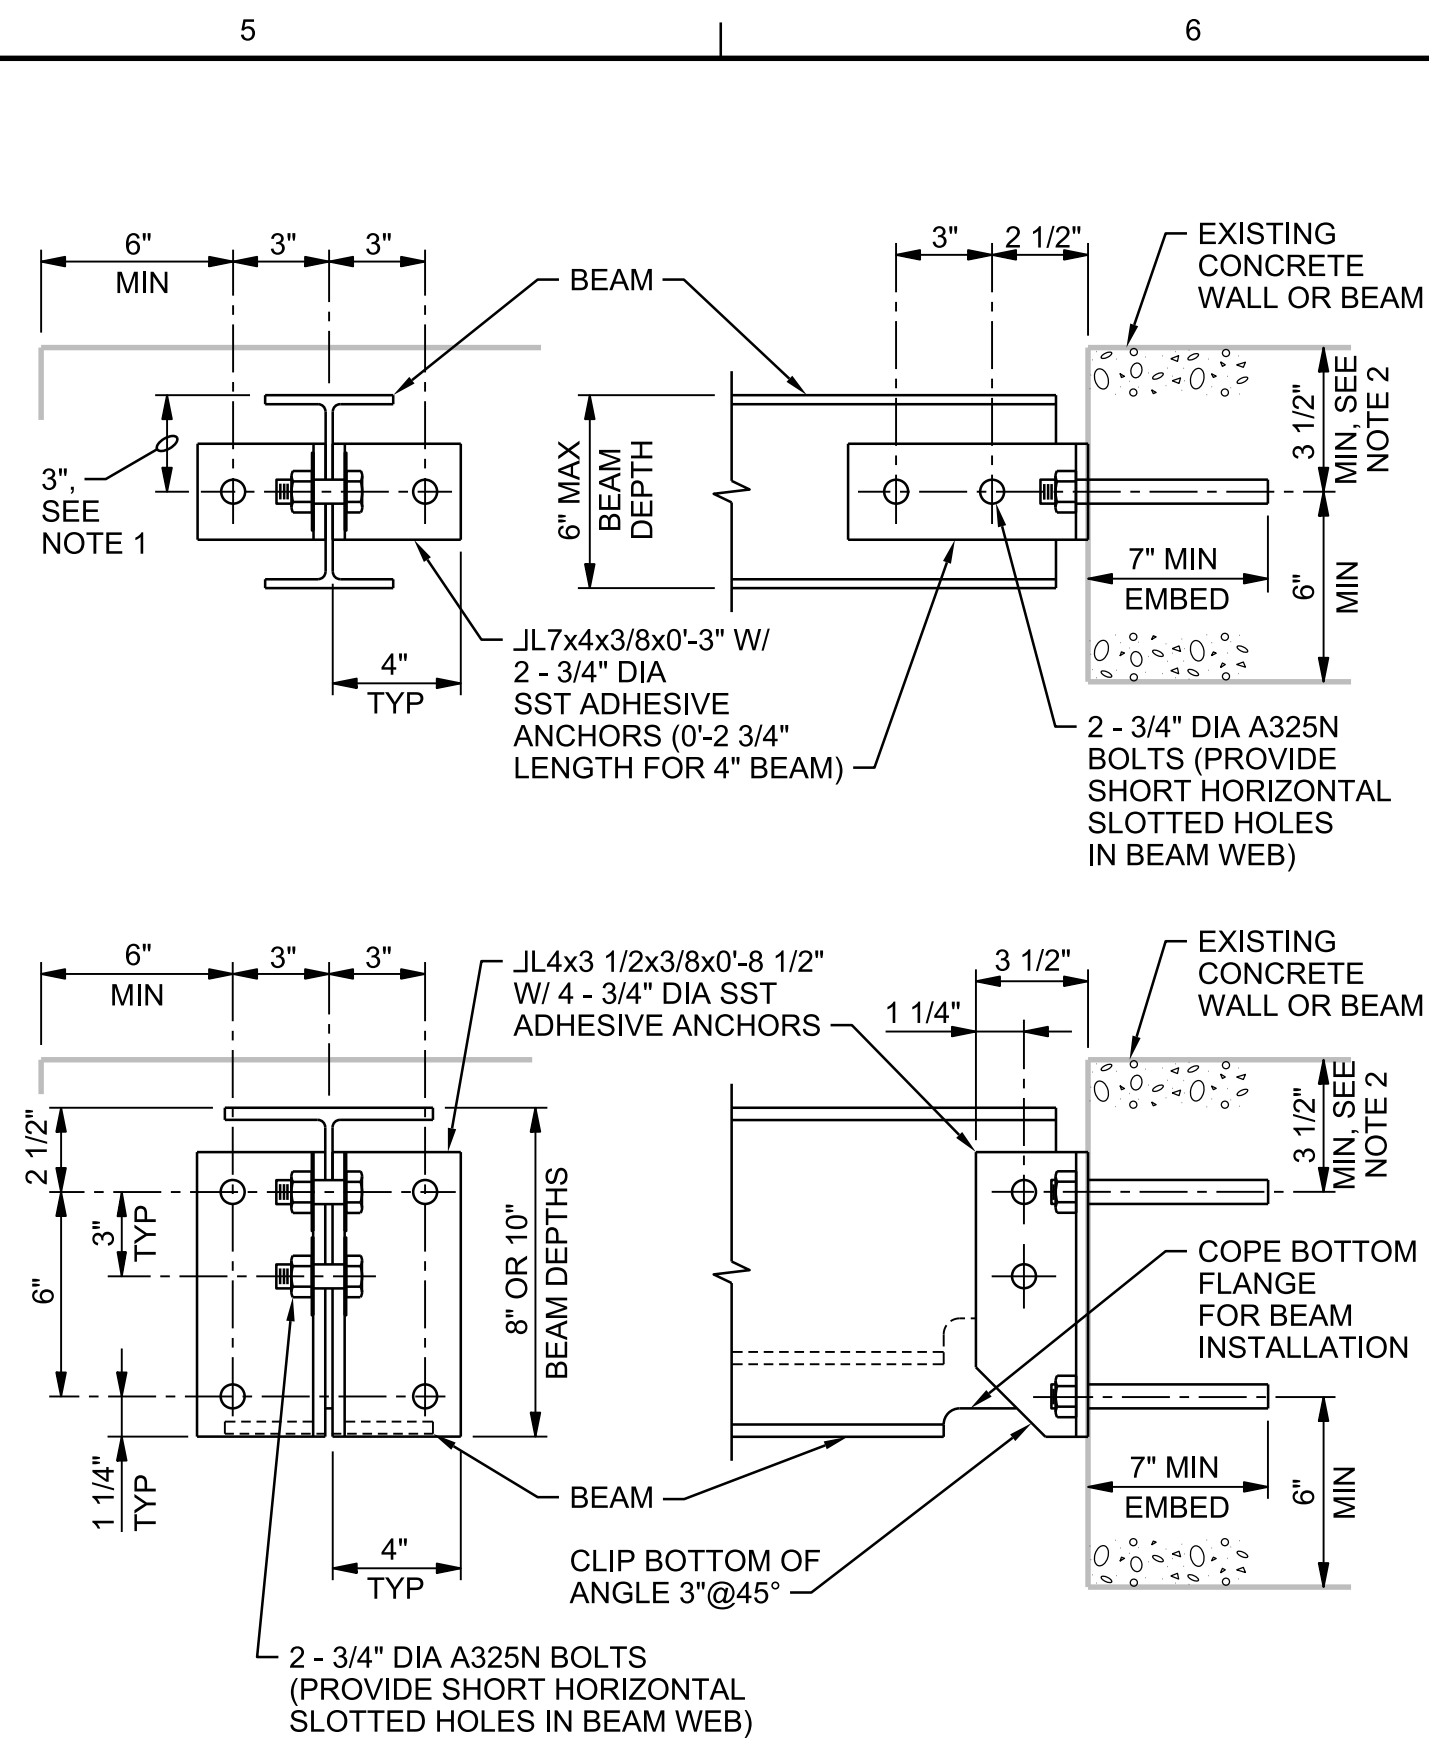 5
6
6"
MIN
3"
3"
BEAM
3"
2 1/2"
EXISTING
CONCRETE
WALL OR BEAM
3",
SEE
NOTE 1
6" MAX
BEAM
DEPTH
3 1/2"
MIN, SEE
NOTE 2
7" MIN
EMBED
6"
MIN
4"
TYP
⅃L7x4x3/8x0'-3" W/
2 - 3/4" DIA
SST ADHESIVE
ANCHORS (0'-2 3/4"
LENGTH FOR 4" BEAM)
2 - 3/4" DIA A325N
BOLTS (PROVIDE
SHORT HORIZONTAL
SLOTTED HOLES
IN BEAM WEB)
6"
MIN
3"
3"
⅃L4x3 1/2x3/8x0'-8 1/2"
W/ 4 - 3/4" DIA SST
ADHESIVE ANCHORS
3 1/2"
1 1/4"
EXISTING
CONCRETE
WALL OR BEAM
2 1/2"
3"
TYP
6"
1 1/4"
TYP
8" OR 10"
BEAM DEPTHS
3 1/2"
MIN, SEE
NOTE 2
COPE BOTTOM
FLANGE
FOR BEAM
INSTALLATION
7" MIN
EMBED
6"
MIN
BEAM
4"
TYP
CLIP BOTTOM OF
ANGLE 3"@45°
2 - 3/4" DIA A325N BOLTS
(PROVIDE SHORT HORIZONTAL
SLOTTED HOLES IN BEAM WEB)